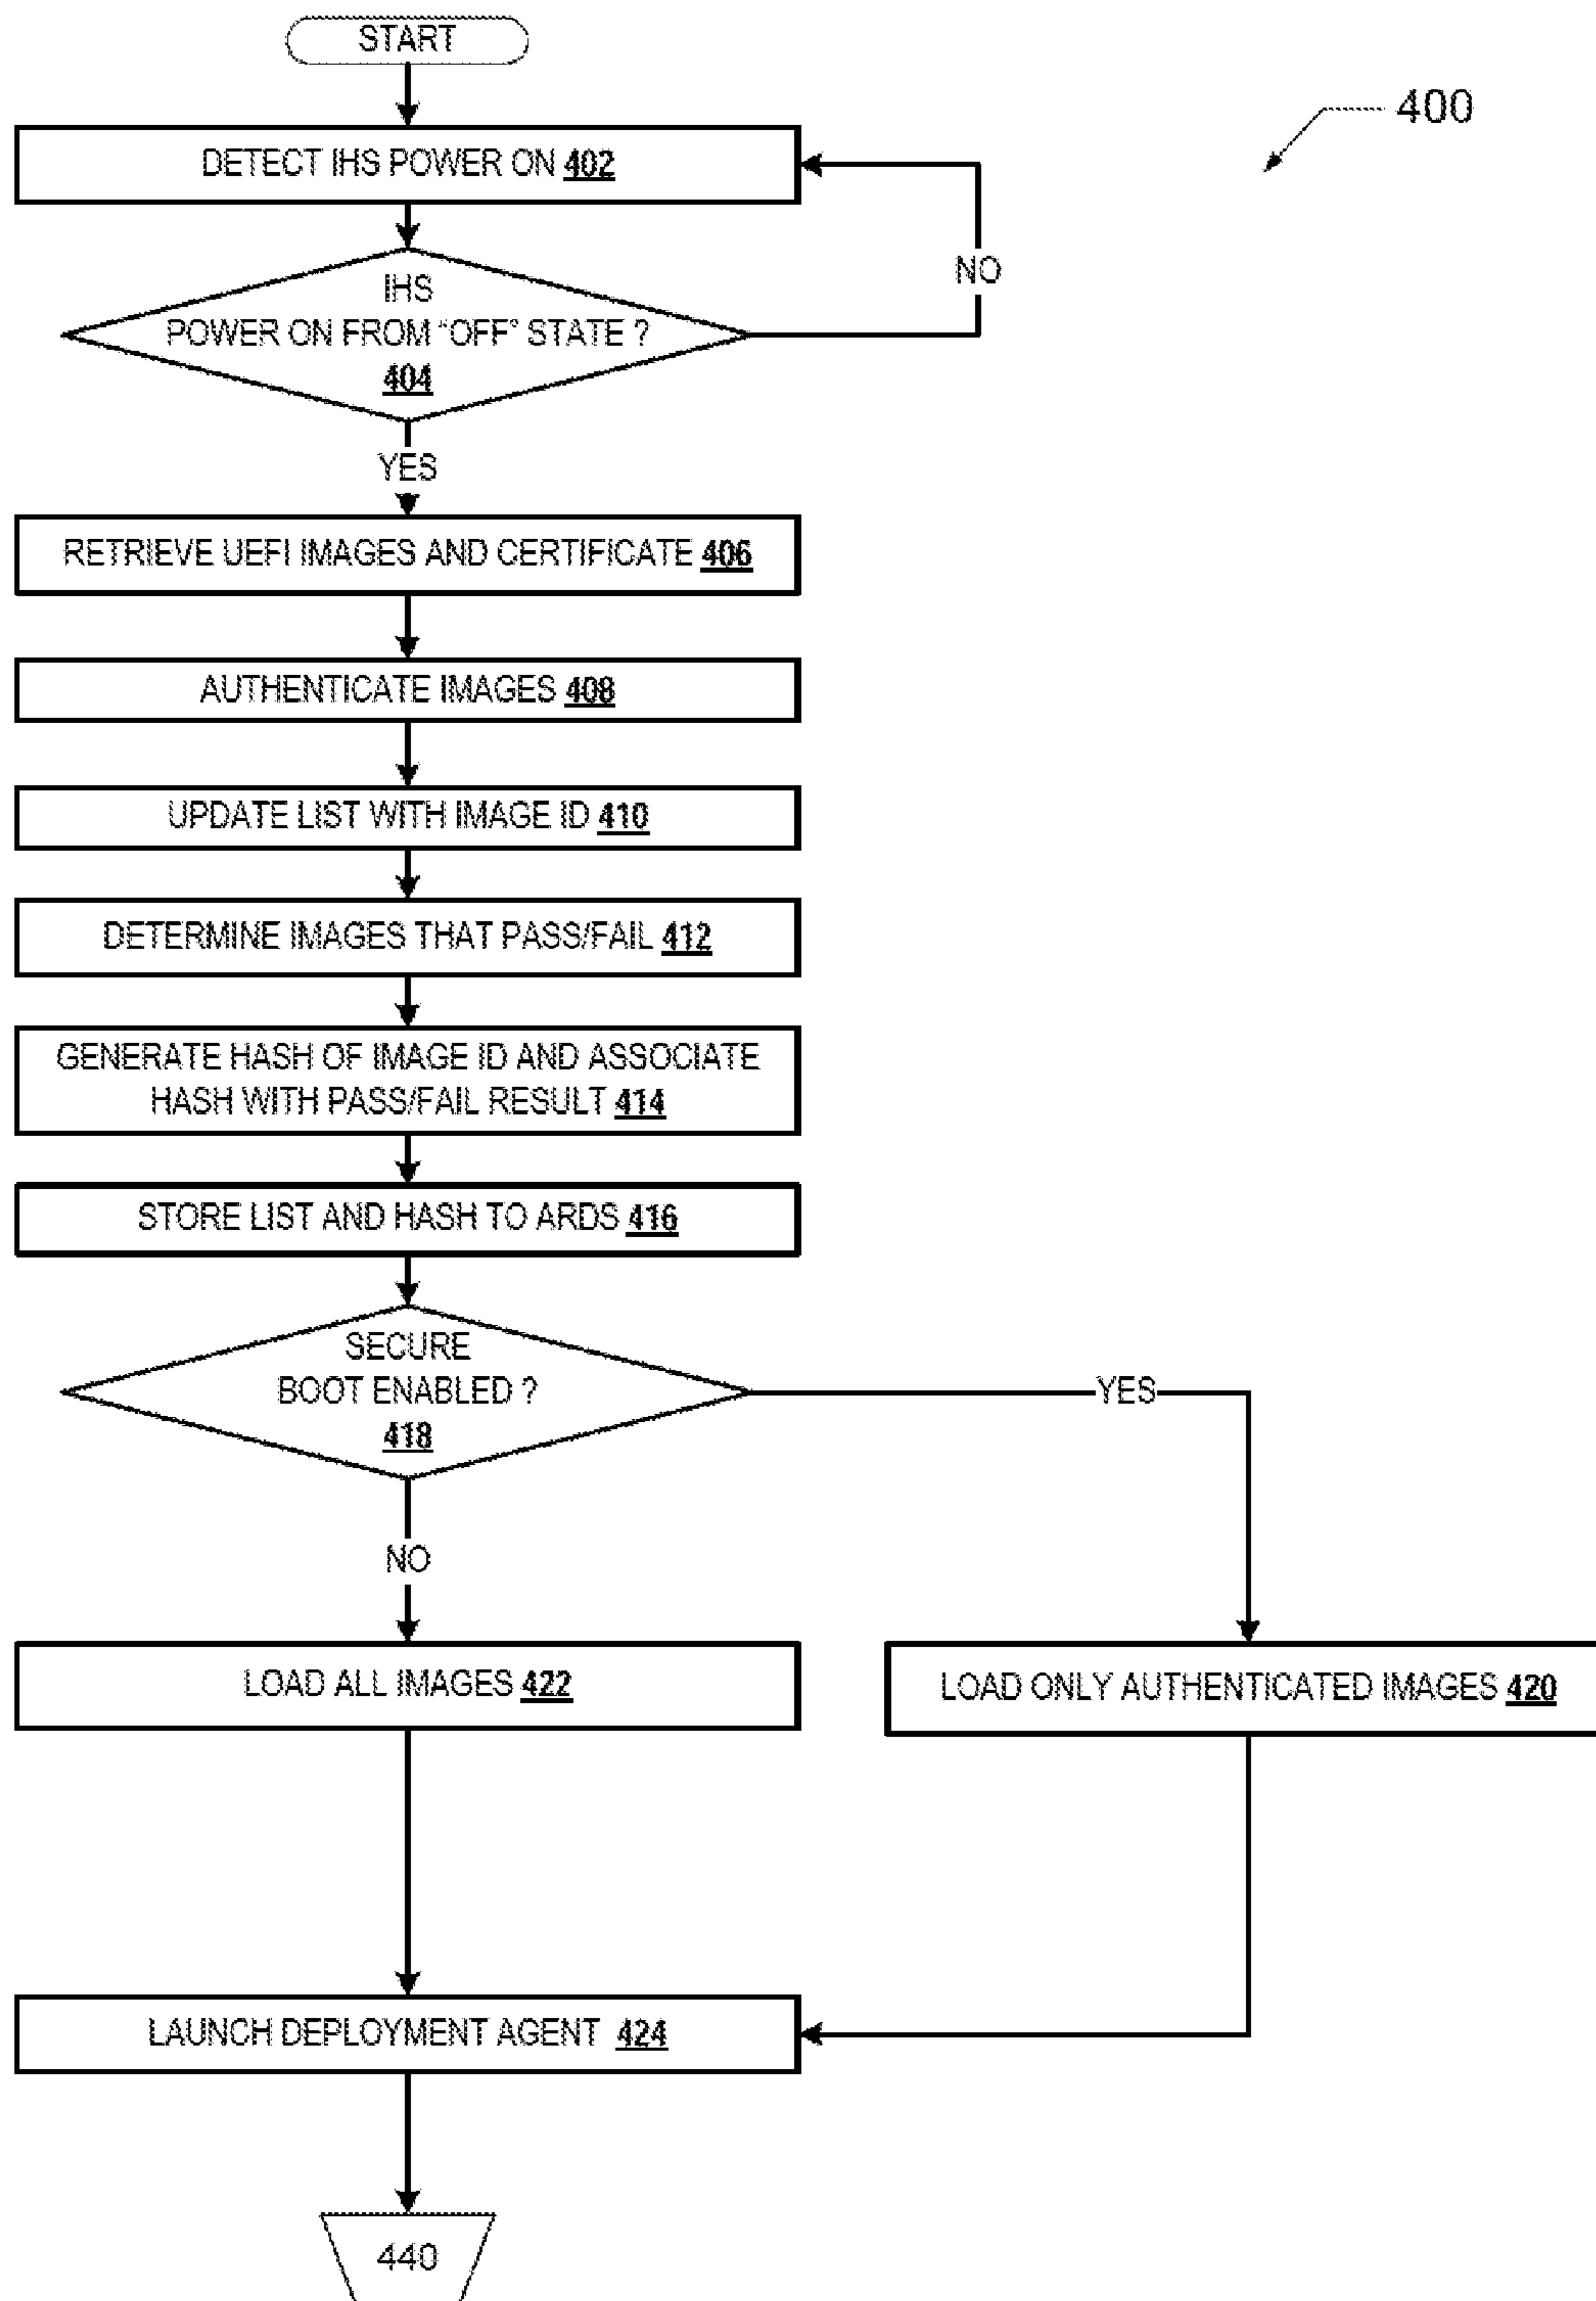 START
400
DETECT IHS POWER ON 402
NO
IHS
POWER ON FROM "OFF" STATE ?
404
YES
RETRIEVE UEFI IMAGES AND CERTIFICATE 406
AUTHENTICATE IMAGES 408
UPDATE LIST WITH IMAGE ID 410
DETERMINE IMAGES THAT PASS/FAIL 412
GENERATE HASH OF IMAGE ID AND ASSOCIATE
HASH WITH PASS/FAIL RESULT 414
STORE LIST AND HASH TO ARDS 416
SECURE
BOOT ENABLED ?
418
YES
NO
LOAD ALL IMAGES 422
LOAD ONLY AUTHENTICATED IMAGES 420
LAUNCH DEPLOYMENT AGENT 424
440